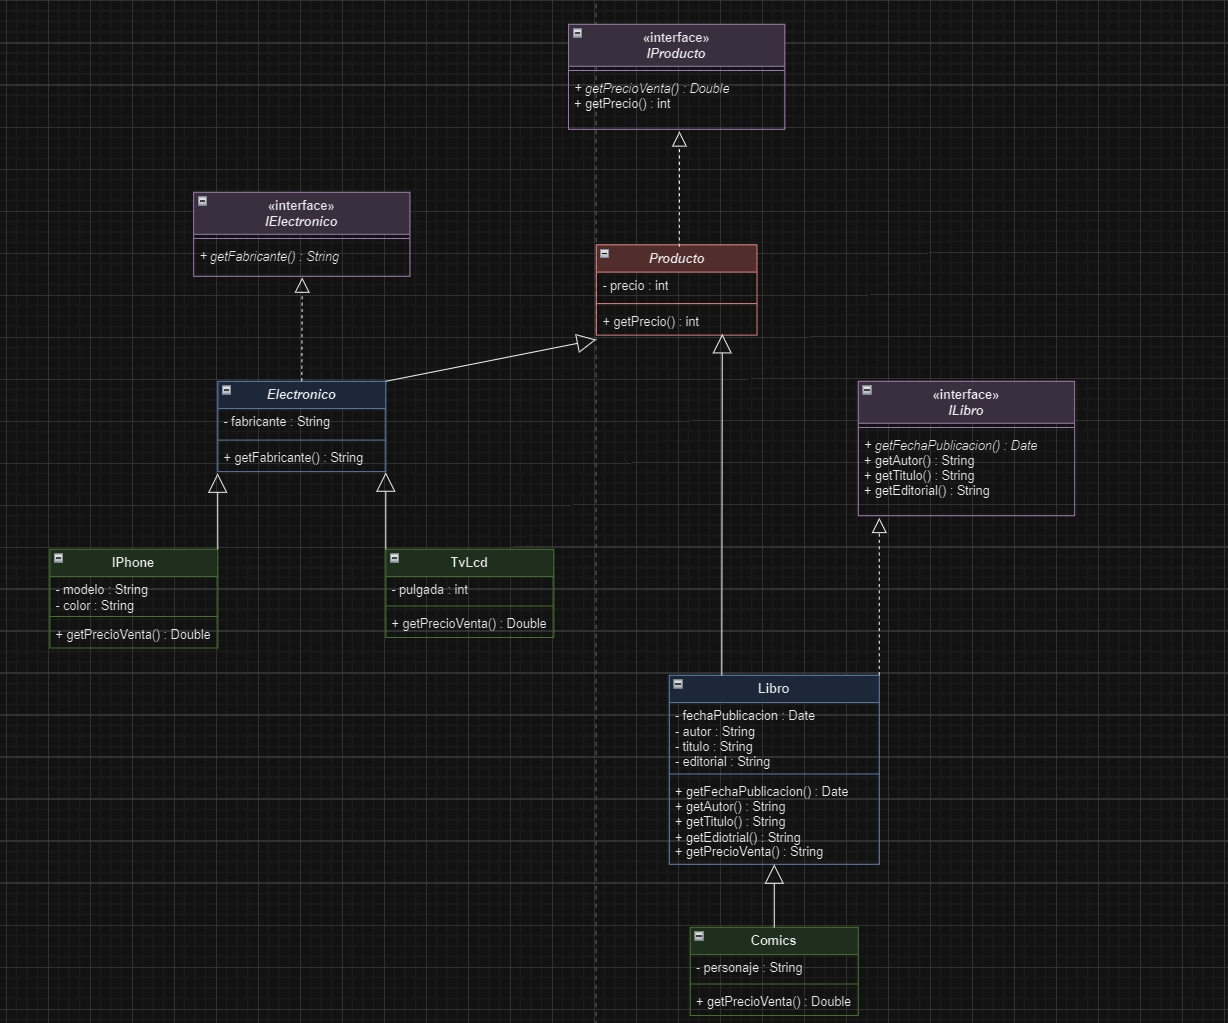 «interface»
IProducto
+ getPrecioVenta() : Double
+ getPrecio() : int
«interface»
IElectronico
+ getFabricante() : String
Producto
- precio : int
+ getPrecio() : int
Electronico
- fabricante : String
+ getFabricante() : String
«interface»
ILibro
+ getFechaPublicacion() : Date
+ getAutor() : String
+ getTitulo() : String
+ getEditorial() : String
IPhone
- modelo : String
- color : String
+ getPrecioVenta() : Double
TvLcd
- pulgada : int
+ getPrecioVenta() : Double
Libro
- fechaPublicacion : Date
- autor : String
- titulo : String
- editorial : String
+ getFechaPublicacion() : Date
+ getAutor() : String
+ getTitulo() : String
+ getEdiotrial() : String
+ getPrecioVenta() : String
Comics
- personaje : String
+ getPrecioVenta() : Double